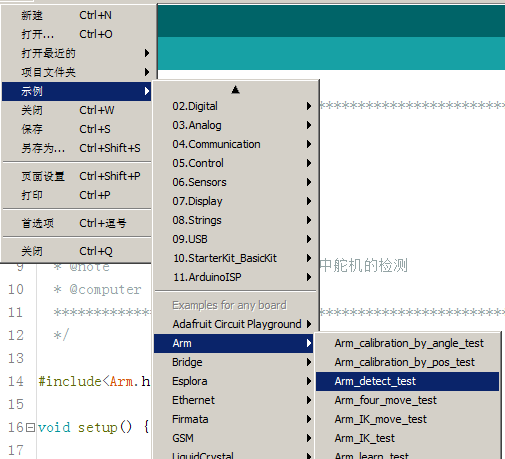 新建 Ctrl+N
打开... Ctrl+O
打开最近的
项目文件夹
示例
关闭 Ctrl+W
保存 Ctrl+S
另存为... Ctrl+Shift+S
页面设置 Ctrl+Shift+P
打印 Ctrl+P
首选项 Ctrl+逗号
关闭 Ctrl+Q
02.Digital
03.Analog
04.Communication
05.Control
06.Sensors
07.Display
08.Strings
09.USB
10.StarterKit_BasicKit
11.ArduinoISP
Examples for any board
Adafruit Circuit Playground
Arm
Bridge
Esplora
Ethernet
Firmata
GSM
LiquidCrystal
Arm_calibration_by_angle_test
Arm_calibration_by_pos_test
Arm_detect_test
Arm_four_move_test
Arm_IK_move_test
Arm_IK_test
Arm_learn_test
9 * @note 中舵机的检测
10 * @computer
11
12 */
13
14 #include<Arm.h
15
16 void setup() {
17